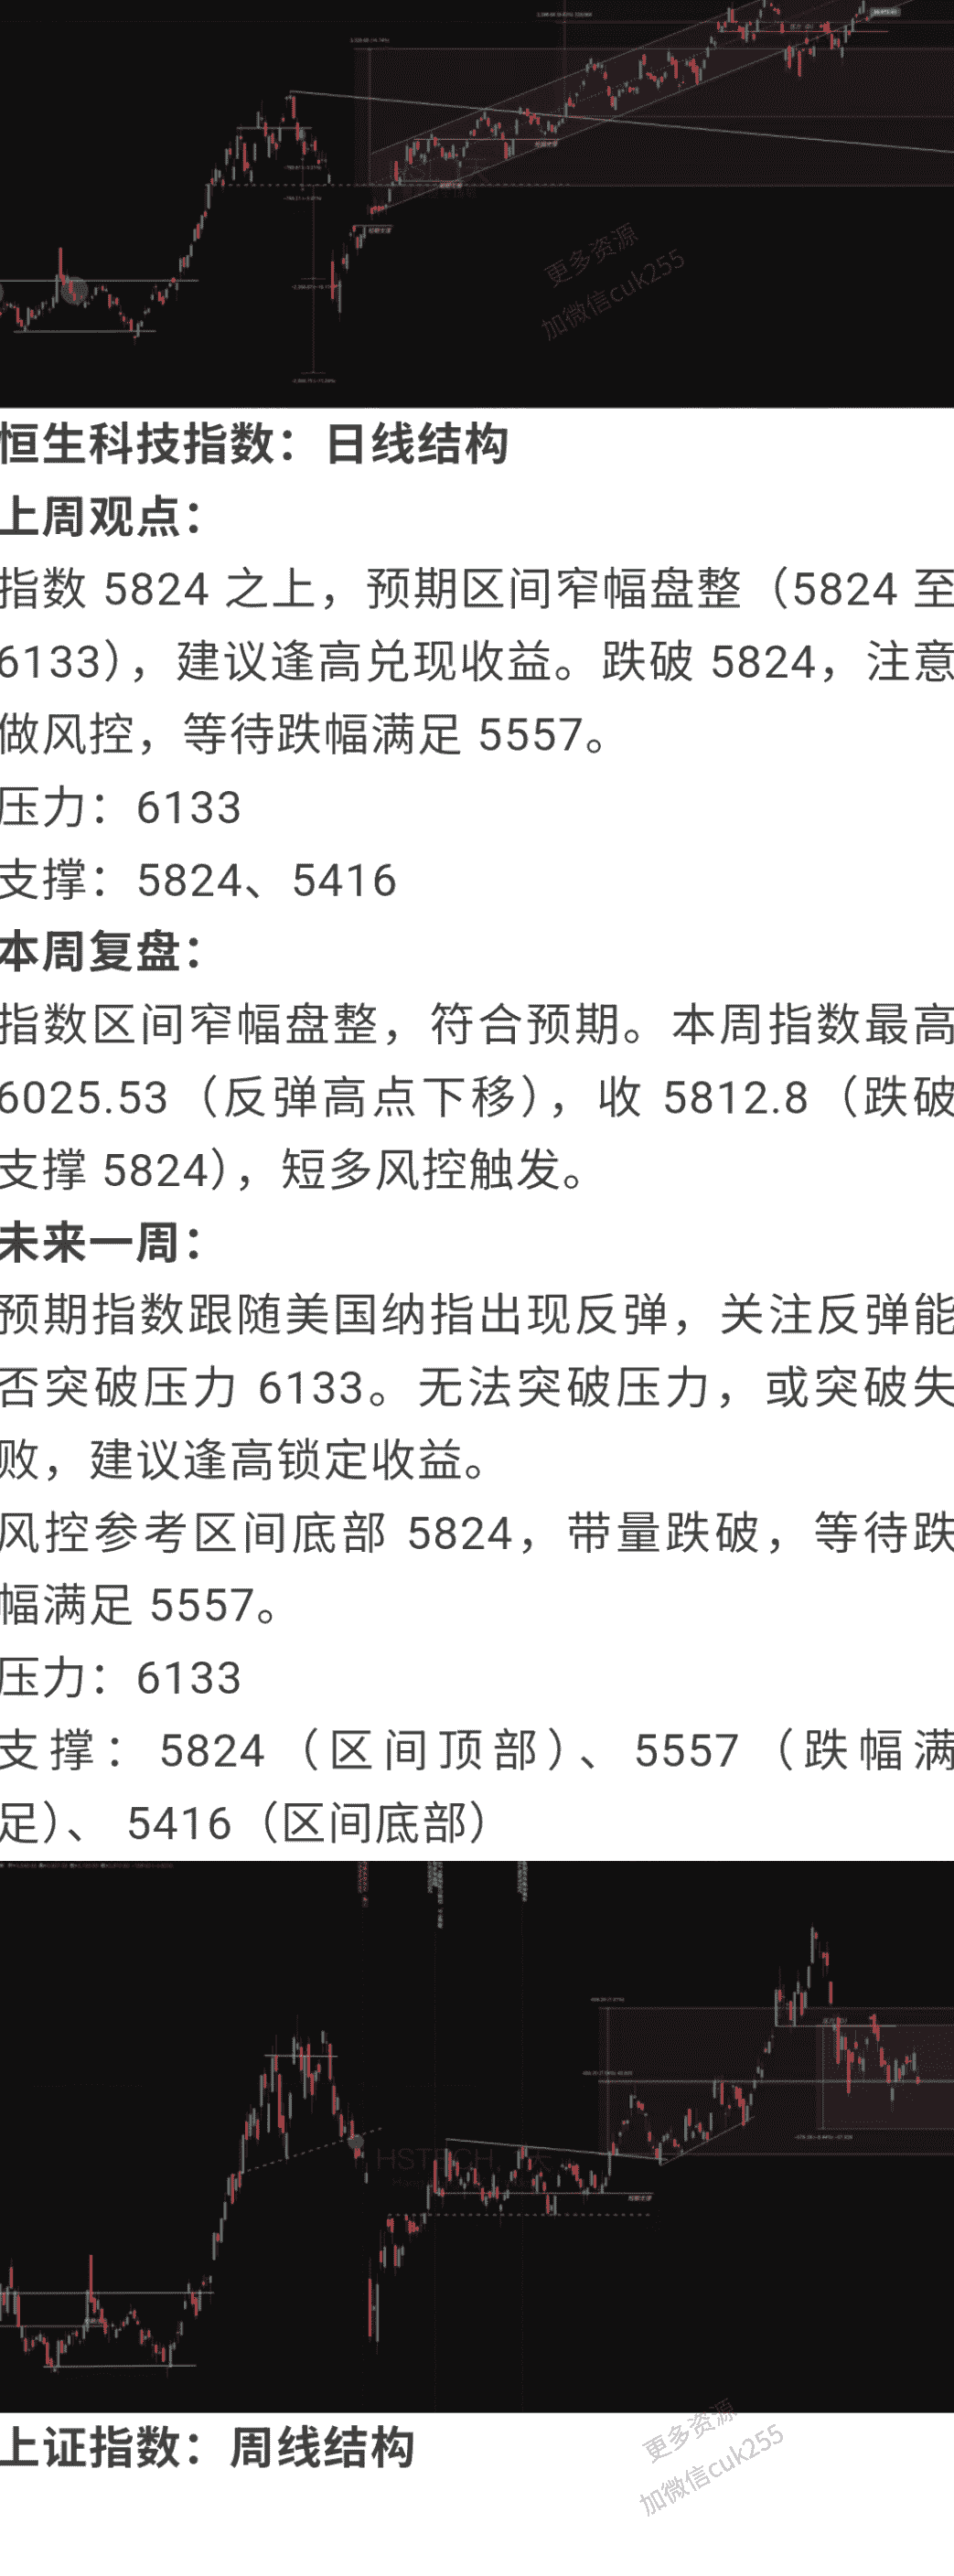 更多资源
加微信cuk255
恒生科技指数：日线结构
上周观点：
指数 5824 之上，预期区间窄幅盘整（5824 至
6133），建议逢高兑现收益。跌破 5824，注意
做风控，等待跌幅满足 5557。
压力：6133
支撑：5824、5416
本周复盘：
指数区间窄幅盘整，符合预期。本周指数最高
6025.53（反弹高点下移），收 5812.8（跌破
支撑 5824），短多风控触发。
未来一周：
预期指数跟随美国纳指出现反弹，关注反弹能
否突破压力 6133。无法突破压力，或突破失
败，建议逢高锁定收益。
风控参考区间底部 5824，带量跌破，等待跌
幅满足 5557。
压力：6133
支撑：5824（区间顶部）、5557（跌幅满
足）、 5416（区间底部）
HSTECH, 1天
上证指数：周线结构
更多资源
加微信cuk255